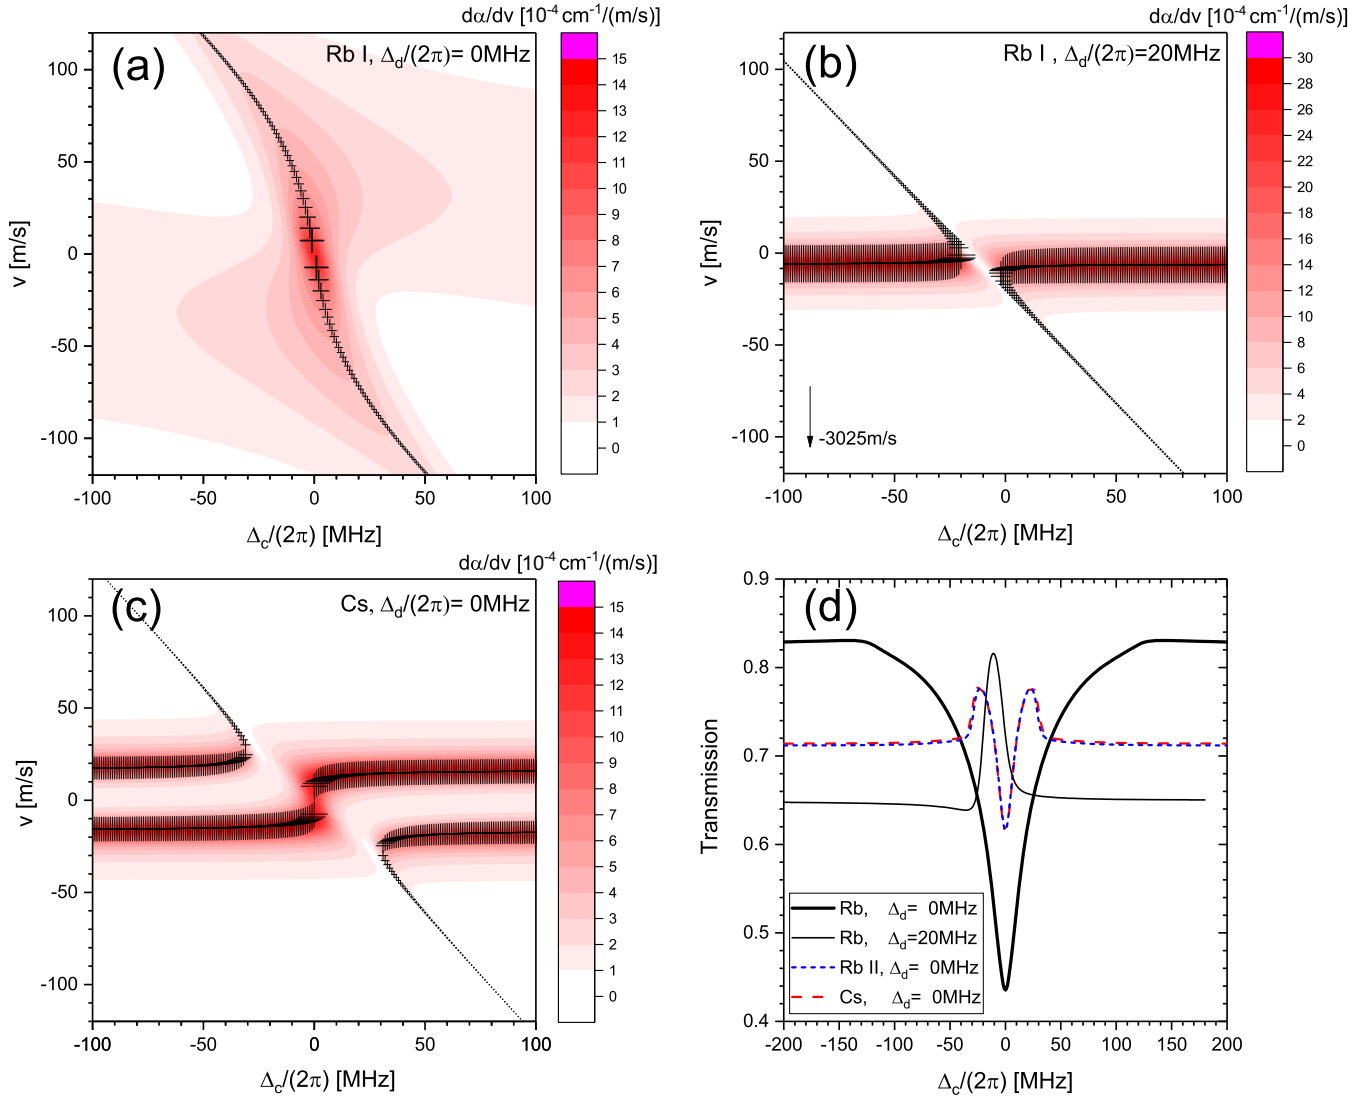 dα/dv [10⁻⁴ cm⁻¹/(m/s)]
(a)
Rb I, Δd/(2π)= 0MHz
100
50
0
-50
-100
v [m/s]
-100 -50 0 50 100
Δc/(2π) [MHz]
15
14
13
12
11
10
9
8
7
6
5
4
3
2
1
0
dα/dv [10⁻⁴ cm⁻¹/(m/s)]
(b)
Rb I , Δd/(2π)=20MHz
100
50
0
-50
-100
v [m/s]
-3025m/s
-100 -50 0 50 100
Δc/(2π) [MHz]
30
28
26
24
22
20
18
16
14
12
10
8
6
4
2
0
dα/dv [10⁻⁴ cm⁻¹/(m/s)]
(c)
Cs, Δd/(2π)= 0MHz
100
50
0
-50
-100
v [m/s]
-100 -50 0 50 100
Δc/(2π) [MHz]
15
14
13
12
11
10
9
8
7
6
5
4
3
2
1
0
(d)
0.9
0.8
0.7
0.6
0.5
0.4
Transmission
Rb, Δd= 0MHz
Rb, Δd=20MHz
Rb II, Δd= 0MHz
Cs, Δd= 0MHz
-200 -150 -100 -50 0 50 100 150 200
Δc/(2π) [MHz]